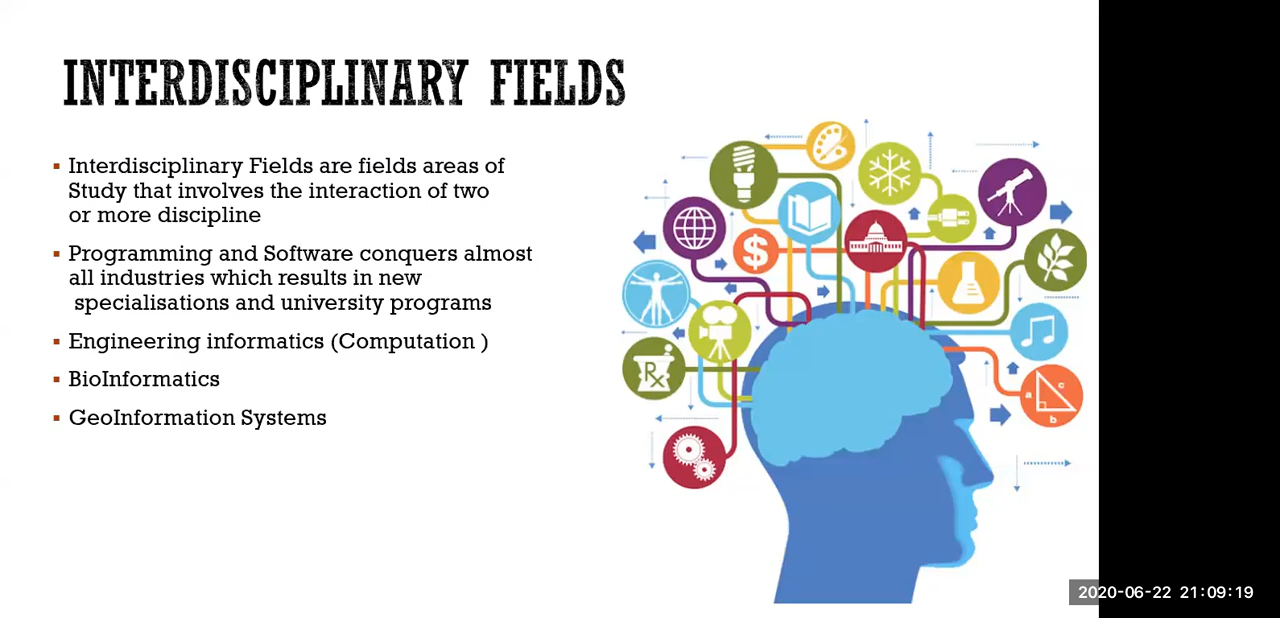 INTERDISCIPLINARY FIELDS
▪ Interdisciplinary Fields are fields areas of
Study that involves the interaction of two
or more discipline
▪ Programming and Software conquers almost
all industries which results in new
specialisations and university programs
▪ Engineering informatics (Computation )
▪ BioInformatics
▪ GeoInformation Systems
$
Rx
a
c
b
2020-06-22 21:09:19